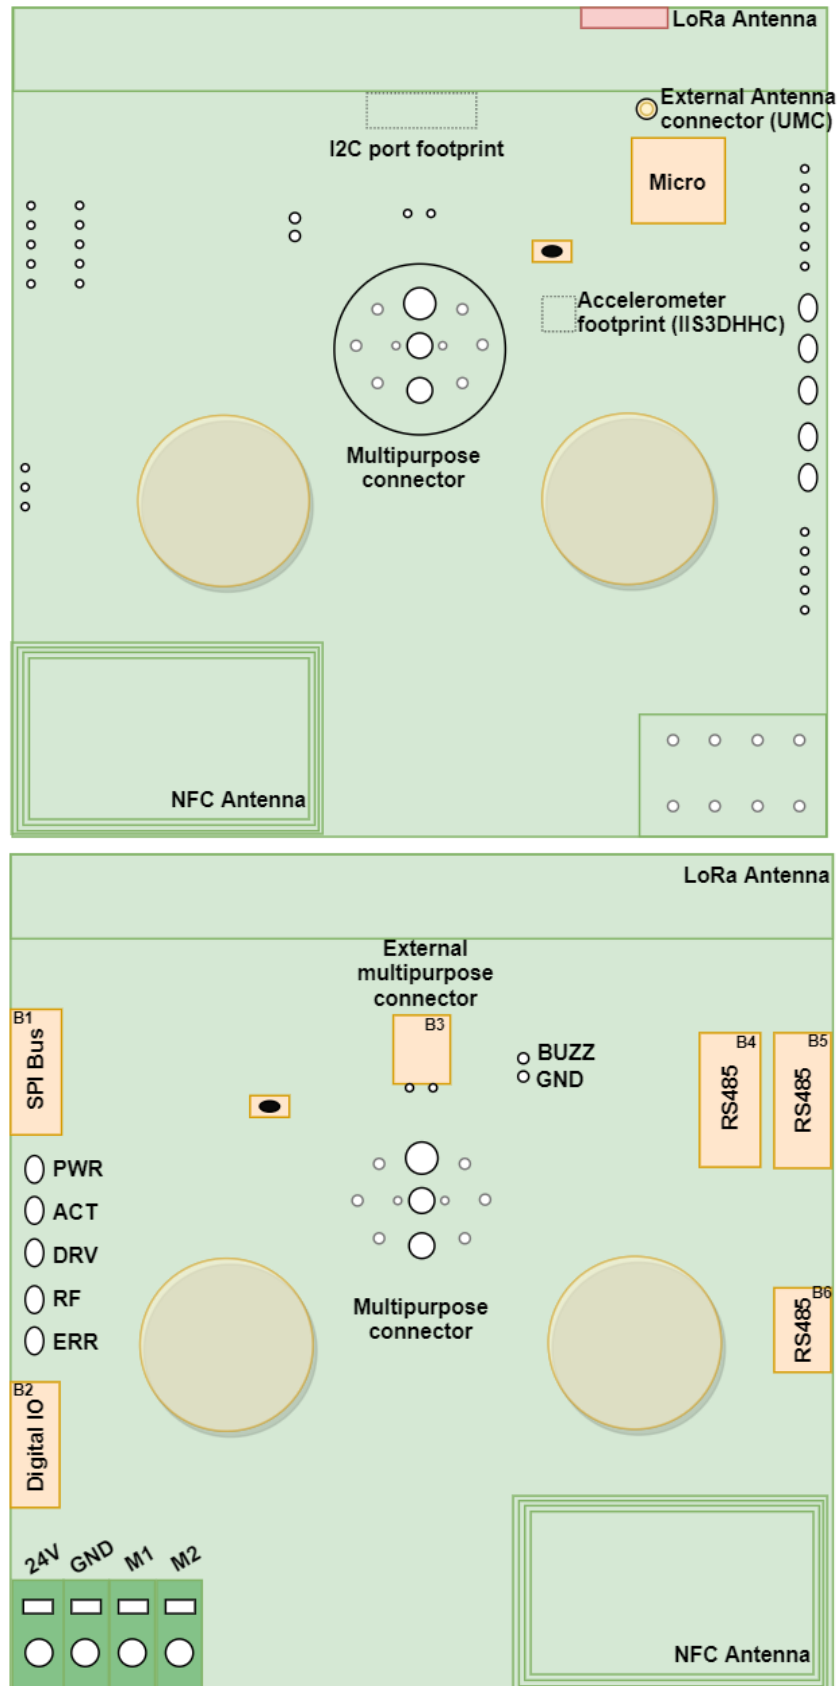 LoRa Antenna
External Antenna
connector (UMC)
I2C port footprint
Micro
Accelerometer
footprint (IIS3DHHC)
Multipurpose
connector
NFC Antenna
LoRa Antenna
External
multipurpose
connector
B1
SPI Bus
B3
BUZZ
GND
B4
RS485
B5
RS485
PWR
ACT
DRV
RF
ERR
Multipurpose
connector
B6
RS485
B2
Digital IO
24V
GND
M1
M2
NFC Antenna